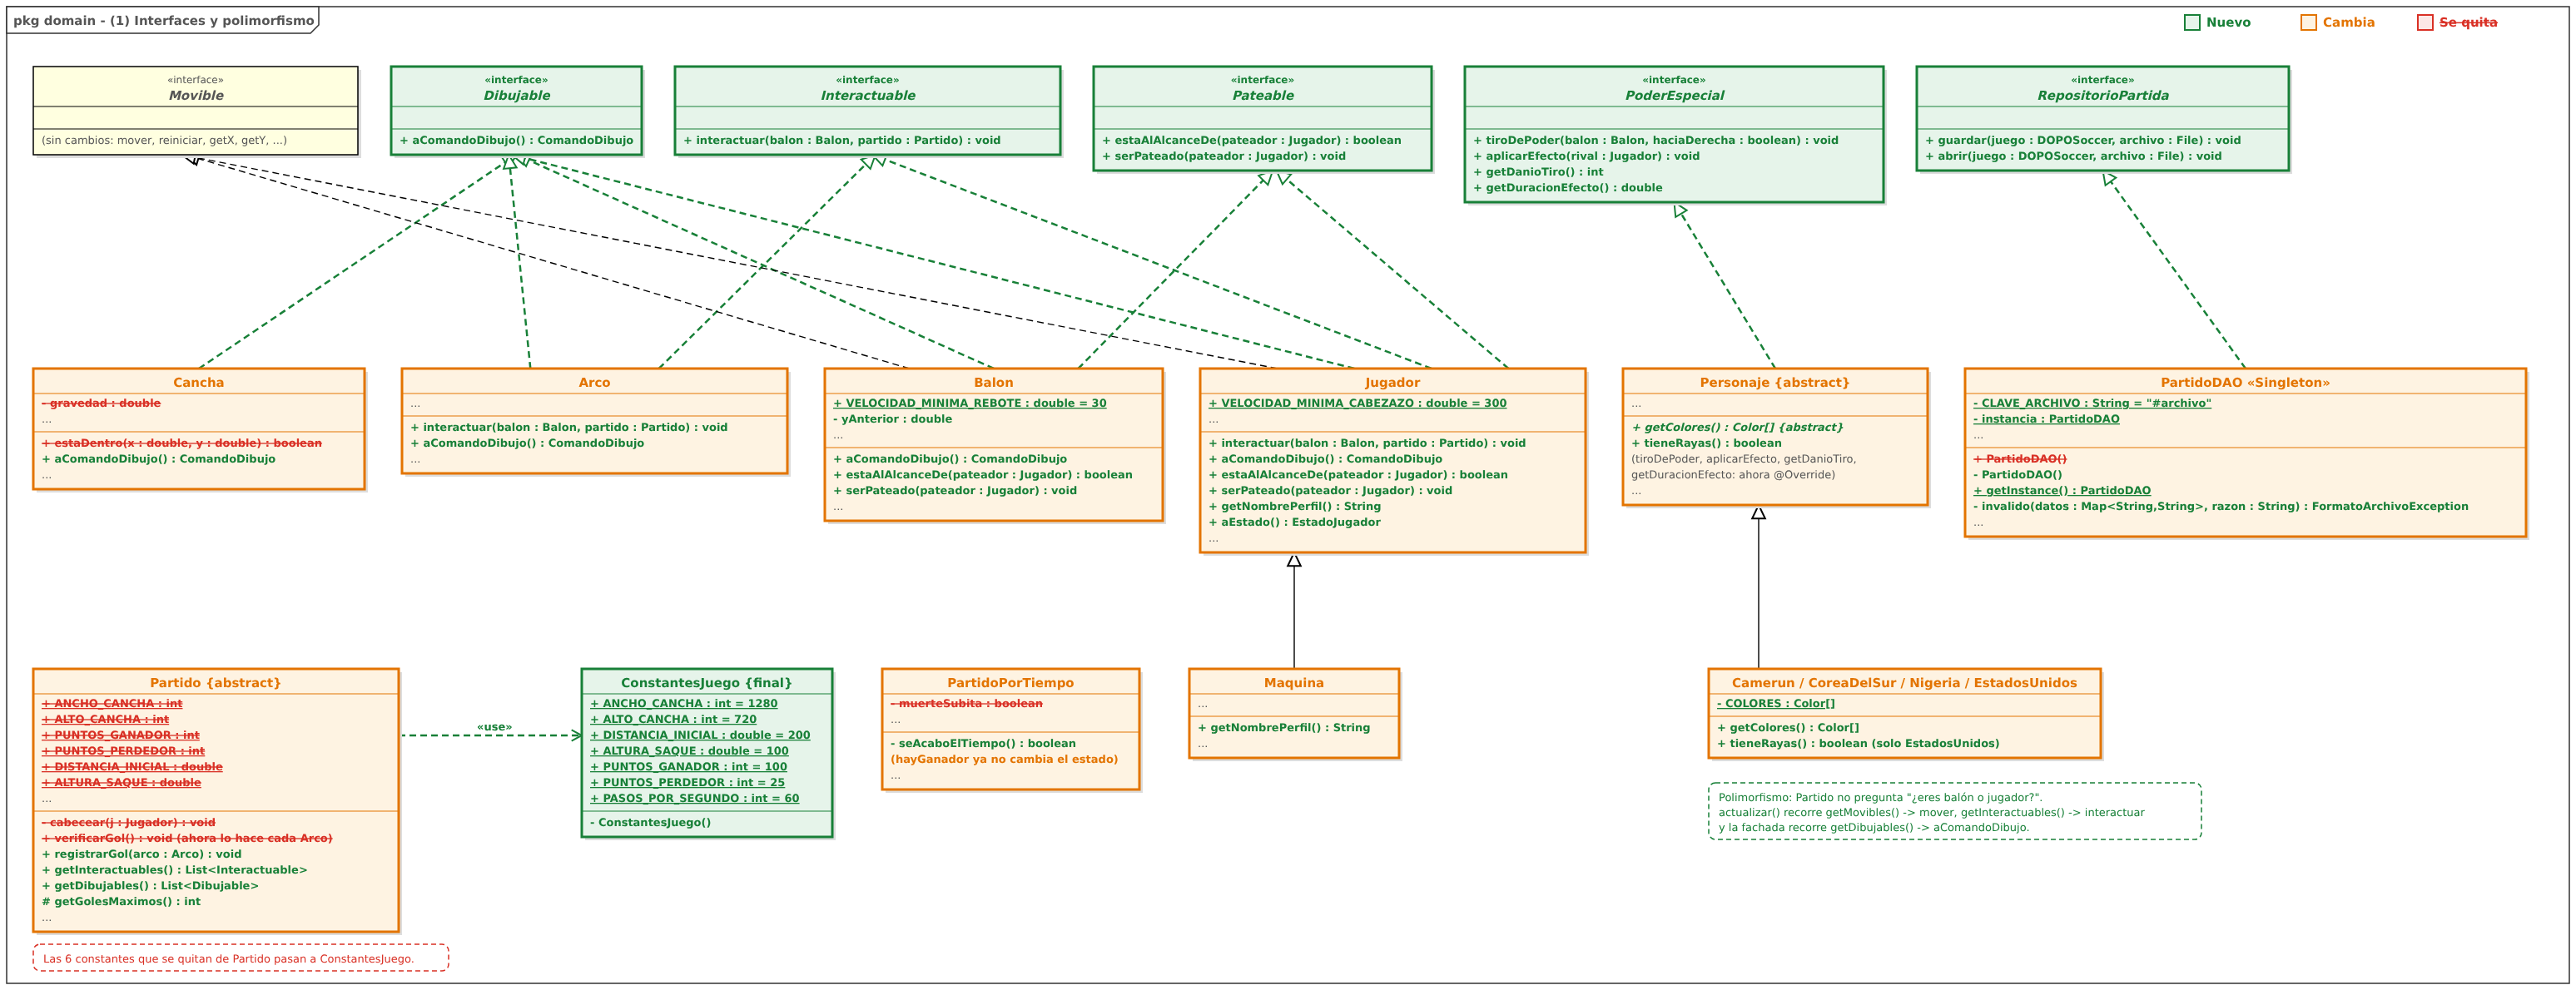 pkg domain - (1) Interfaces y polimorfismo
Nuevo
Cambia
Se quita
«interface»
Movible
(sin cambios: mover, reiniciar, getX, getY, ...)
«interface»
Dibujable
+ aComandoDibujo() : ComandoDibujo
«interface»
Interactuable
+ interactuar(balon : Balon, partido : Partido) : void
«interface»
Pateable
+ estaAlAlcanceDe(pateador : Jugador) : boolean
+ serPateado(pateador : Jugador) : void
«interface»
PoderEspecial
+ tiroDePoder(balon : Balon, haciaDerecha : boolean) : void
+ aplicarEfecto(rival : Jugador) : void
+ getDanioTiro() : int
+ getDuracionEfecto() : double
«interface»
RepositorioPartida
+ guardar(juego : DOPOSoccer, archivo : File) : void
+ abrir(juego : DOPOSoccer, archivo : File) : void
Cancha
- gravedad : double
...
+ estaDentro(x : double, y : double) : boolean
+ aComandoDibujo() : ComandoDibujo
...
Arco
...
+ interactuar(balon : Balon, partido : Partido) : void
+ aComandoDibujo() : ComandoDibujo
...
Balon
+ VELOCIDAD_MINIMA_REBOTE : double = 30
- yAnterior : double
...
+ aComandoDibujo() : ComandoDibujo
+ estaAlAlcanceDe(pateador : Jugador) : boolean
+ serPateado(pateador : Jugador) : void
...
Jugador
+ VELOCIDAD_MINIMA_CABEZAZO : double = 300
...
+ interactuar(balon : Balon, partido : Partido) : void
+ aComandoDibujo() : ComandoDibujo
+ estaAlAlcanceDe(pateador : Jugador) : boolean
+ serPateado(pateador : Jugador) : void
+ getNombrePerfil() : String
+ aEstado() : EstadoJugador
...
Personaje {abstract}
...
+ getColores() : Color[] {abstract}
+ tieneRayas() : boolean
(tiroDePoder, aplicarEfecto, getDanioTiro,
getDuracionEfecto: ahora @Override)
...
PartidoDAO «Singleton»
- CLAVE_ARCHIVO : String = "#archivo"
- instancia : PartidoDAO
...
+ PartidoDAO()
- PartidoDAO()
+ getInstance() : PartidoDAO
- invalido(datos : Map<String,String>, razon : String) : FormatoArchivoException
...
Partido {abstract}
+ ANCHO_CANCHA : int
+ ALTO_CANCHA : int
+ PUNTOS_GANADOR : int
+ PUNTOS_PERDEDOR : int
+ DISTANCIA_INICIAL : double
+ ALTURA_SAQUE : double
...
- cabecear(j : Jugador) : void
+ verificarGol() : void (ahora lo hace cada Arco)
+ registrarGol(arco : Arco) : void
+ getInteractuables() : List<Interactuable>
+ getDibujables() : List<Dibujable>
# getGolesMaximos() : int
...
«use»
ConstantesJuego {final}
+ ANCHO_CANCHA : int = 1280
+ ALTO_CANCHA : int = 720
+ DISTANCIA_INICIAL : double = 200
+ ALTURA_SAQUE : double = 100
+ PUNTOS_GANADOR : int = 100
+ PUNTOS_PERDEDOR : int = 25
+ PASOS_POR_SEGUNDO : int = 60
- ConstantesJuego()
PartidoPorTiempo
- muerteSubita : boolean
...
- seAcaboElTiempo() : boolean
(hayGanador ya no cambia el estado)
...
Maquina
...
+ getNombrePerfil() : String
...
Camerun / CoreaDelSur / Nigeria / EstadosUnidos
- COLORES : Color[]
+ getColores() : Color[]
+ tieneRayas() : boolean (solo EstadosUnidos)
Polimorfismo: Partido no pregunta "¿eres balón o jugador?".
actualizar() recorre getMovibles() -> mover, getInteractuables() -> interactuar
y la fachada recorre getDibujables() -> aComandoDibujo.
Las 6 constantes que se quitan de Partido pasan a ConstantesJuego.